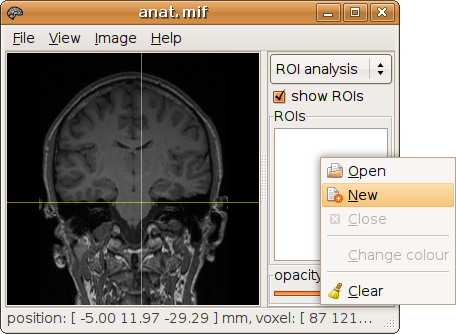 anat.mif
File View Image Help
ROI analysis
show ROIs
ROIs
Open
New
Close
Change colour
Clear
opacity
position: [ -5.00 11.97 -29.29 ] mm, voxel: [ 87 121...